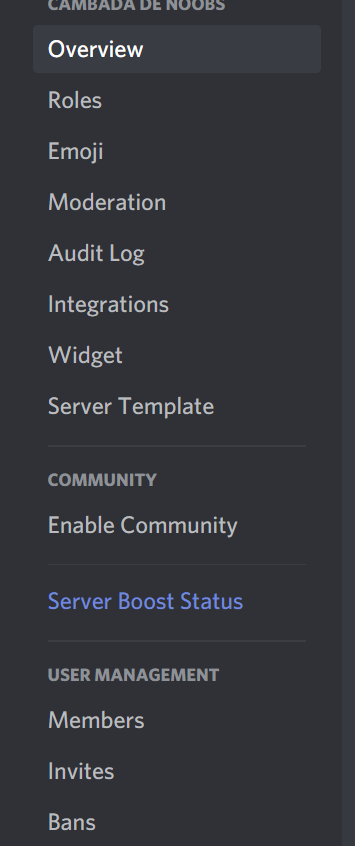 CAMBADA DE NOOBS
Overview
Roles
Emoji
Moderation
Audit Log
Integrations
Widget
Server Template
COMMUNITY
Enable Community
Server Boost Status
USER MANAGEMENT
Members
Invites
Bans